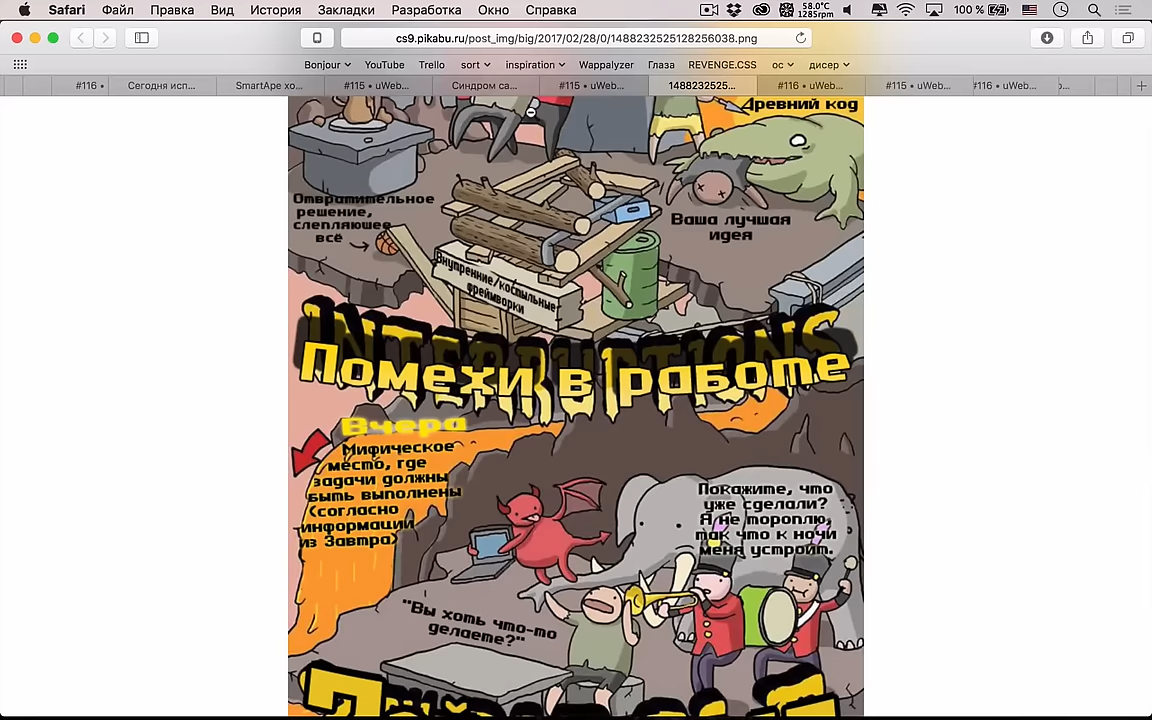 Safari Файл Правка Вид История Закладки Разработка Окно Справка
58.0°C
1285rpm
100 %
cs9.pikabu.ru/post_img/big/2017/02/28/0/1488232525128256038.png
Bonjour YouTube Trello sort inspiration Wappalyzer Глаза REVENGE.CSS ос дисер
#116 • Сегодня исп... SmartApe хо... #115 • uWeb... Синдром са... #115 • uWeb... 1488232525... #116 • uWeb... #115 • uWeb... #116 • uWeb...
Древний код
Отвратительное
решение,
слепляющее
всё
Ваша лучшая
идея
Внутренние/костыльные
фреймворки
INTERRUPTIONS
Помехи в работе
Вчера
Мифическое
место, где
задачи должны
быть выполнены
(согласно
информации
из Завтра)
Покажите, что
уже сделали?
Я не тороплю,
так что к ночи
меня устроит.
"Вы хоть что-то
делаете?"